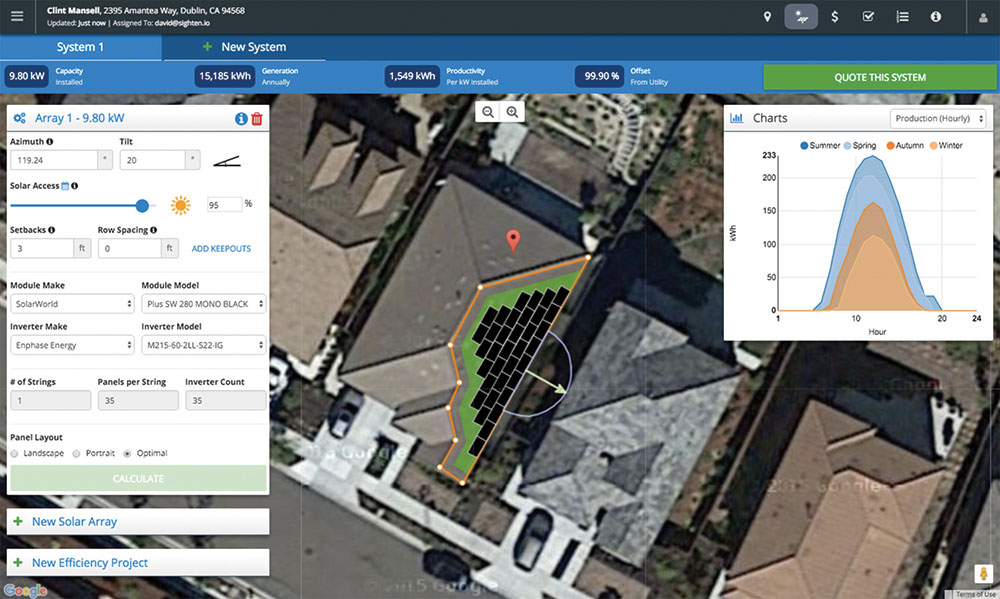 Clint Mansell, 2395 Amantea Way, Dublin, CA 94568
Updated: Just now | Assigned To: david@sighten.io
$
System 1
+ New System
9.80 kW
Capacity
Installed
15,185 kWh
Generation
Annually
1,549 kWh
Productivity
Per kW Installed
99.90 %
Offset
From Utility
QUOTE THIS SYSTEM
Array 1 - 9.80 kW
Azimuth
Tilt
119.24 °
20 °
Solar Access
95 %
Setbacks
Row Spacing
3 ft
0 ft
ADD KEEPOUTS
Module Make
Module Model
SolarWorld
Plus SW 280 MONO BLACK
Inverter Make
Inverter Model
Enphase Energy
M215-60-2LL-S22-IG
# of Strings
Panels per String
Inverter Count
1
35
35
Panel Layout
Landscape
Portrait
Optimal
CALCULATE
+ New Solar Array
+ New Efficiency Project
Google
Charts
Production (Hourly)
Summer
Spring
Autumn
Winter
233
200
150
100
50
0
kWh
1
10
20
24
Hour
Google
2015 Google
Terms of Use